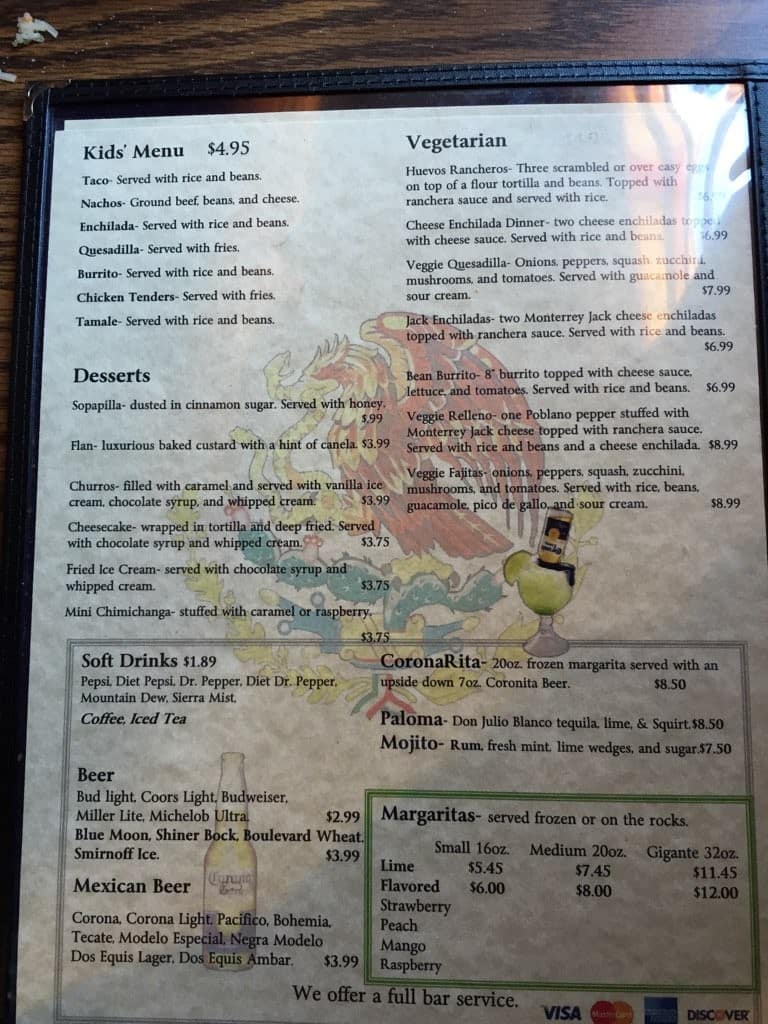 Kids' Menu $4.95
Taco- Served with rice and beans.
Nachos- Ground beef, beans, and cheese.
Enchilada- Served with rice and beans.
Quesadilla- Served with fries.
Burrito- Served with rice and beans.
Chicken Tenders- Served with fries.
Tamale- Served with rice and beans.
Desserts
Sopapilla- dusted in cinnamon sugar. Served with honey.
$.99
Flan- luxurious baked custard with a hint of canela. $3.99
Churros- filled with caramel and served with vanilla ice
cream, chocolate syrup, and whipped cream. $3.99
Cheesecake- wrapped in tortilla and deep fried. Served
with chocolate syrup and whipped cream. $3.75
Fried Ice Cream- served with chocolate syrup and
whipped cream. $3.75
Mini Chimichanga- stuffed with caramel or raspberry.
$3.75
Vegetarian
Huevos Rancheros- Three scrambled or over easy eggs
on top of a flour tortilla and beans. Topped with
ranchera sauce and served with rice.
Cheese Enchilada Dinner- two cheese enchiladas topped
with cheese sauce. Served with rice and beans. $6.99
Veggie Quesadilla- Onions, peppers, squash, zucchini,
mushrooms, and tomatoes. Served with guacamole and
sour cream. $7.99
Jack Enchiladas- two Monterrey Jack cheese enchiladas
topped with ranchera sauce. Served with rice and beans.
$6.99
Bean Burrito- 8" burrito topped with cheese sauce,
lettuce, and tomatoes. Served with rice and beans. $6.99
Veggie Relleno- one Poblano pepper stuffed with
Monterrey Jack cheese topped with ranchera sauce.
Served with rice and beans and a cheese enchilada. $8.99
Veggie Fajitas- onions, peppers, squash, zucchini,
mushrooms, and tomatoes. Served with rice, beans,
guacamole, pico de gallo, and sour cream. $8.99
Soft Drinks $1.89
Pepsi, Diet Pepsi, Dr. Pepper, Diet Dr. Pepper,
Mountain Dew, Sierra Mist,
Coffee, Iced Tea
CoronaRita- 20oz. frozen margarita served with an
upside down 7oz. Coronita Beer. $8.50
Paloma- Don Julio Blanco tequila, lime, & Squirt.$8.50
Mojito- Rum, fresh mint, lime wedges, and sugar.$7.50
Beer
Bud light, Coors Light, Budweiser,
Miller Lite, Michelob Ultra. $2.99
Blue Moon, Shiner Bock, Boulevard Wheat,
Smirnoff Ice. $3.99
Mexican Beer
Corona
Corona, Corona Light, Pacifico, Bohemia,
Tecate, Modelo Especial, Negra Modelo
Dos Equis Lager, Dos Equis Ambar. $3.99
Margaritas- served frozen or on the rocks.
Small 16oz. Medium 20oz. Gigante 32oz.
Lime $5.45 $7.45 $11.45
Flavored $6.00 $8.00 $12.00
Strawberry
Peach
Mango
Raspberry
We offer a full bar service.
VISA MasterCard DISCOVER